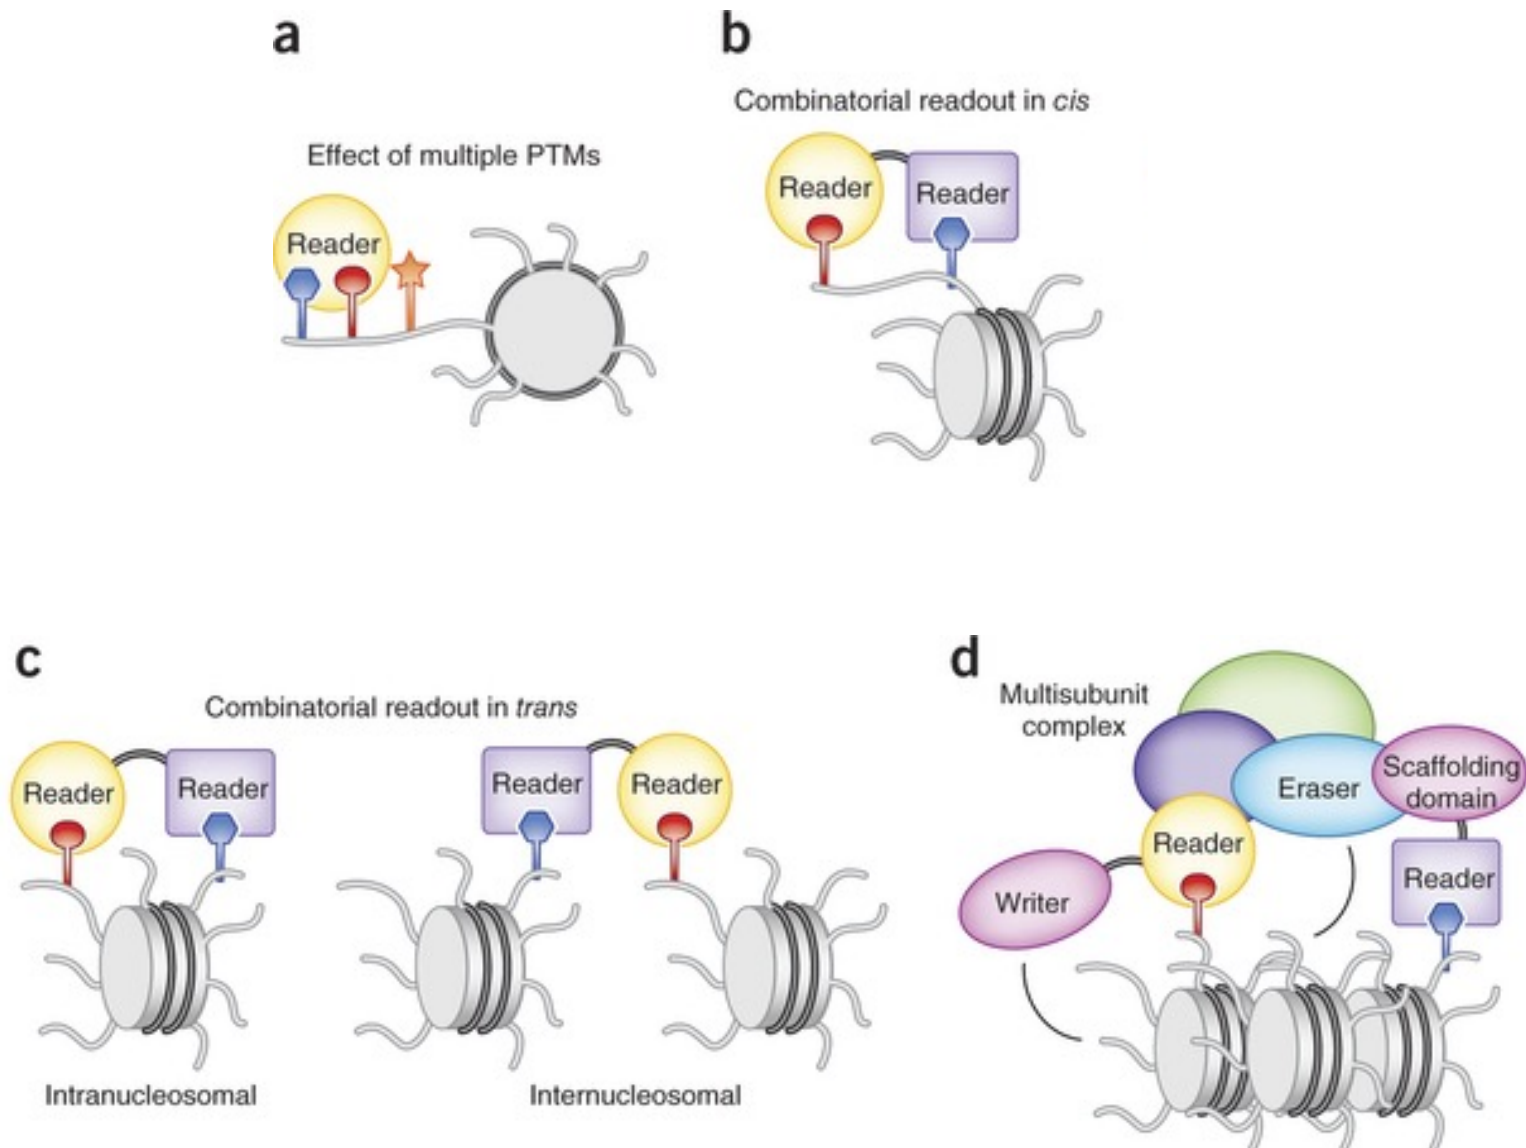 a
Effect of multiple PTMs
Reader
b
Combinatorial readout in cis
Reader
Reader
c
Combinatorial readout in trans
Reader
Reader
Reader
Reader
Intranucleosomal
Internucleosomal
d
Multisubunit
complex
Eraser
Scaffolding
domain
Reader
Writer
Reader